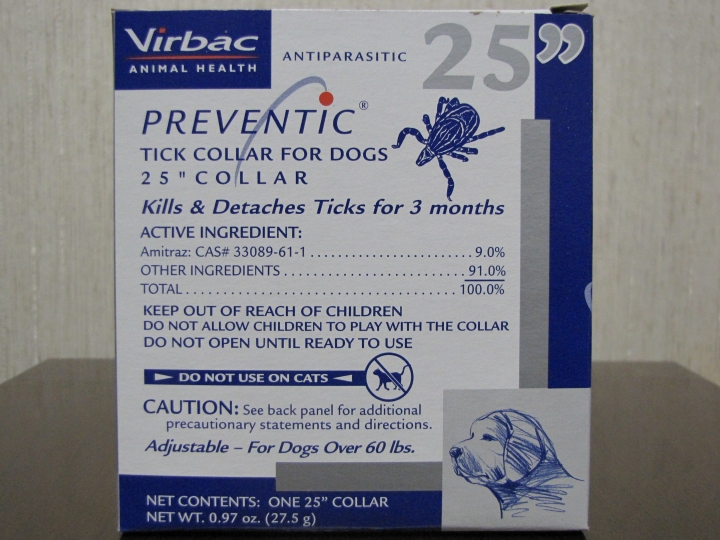 Virbac
ANIMAL HEALTH
ANTIPARASITIC
25"
PREVENTIC®
TICK COLLAR FOR DOGS
25" COLLAR
Kills & Detaches Ticks for 3 months
ACTIVE INGREDIENT:
Amitraz: CAS# 33089-61-1 .............................. 9.0%
OTHER INGREDIENTS .............................. 91.0%
TOTAL .............................................. 100.0%
KEEP OUT OF REACH OF CHILDREN
DO NOT ALLOW CHILDREN TO PLAY WITH THE COLLAR
DO NOT OPEN UNTIL READY TO USE
DO NOT USE ON CATS
CAUTION: See back panel for additional
precautionary statements and directions.
Adjustable – For Dogs Over 60 lbs.
NET CONTENTS: ONE 25" COLLAR
NET WT. 0.97 oz. (27.5 g)